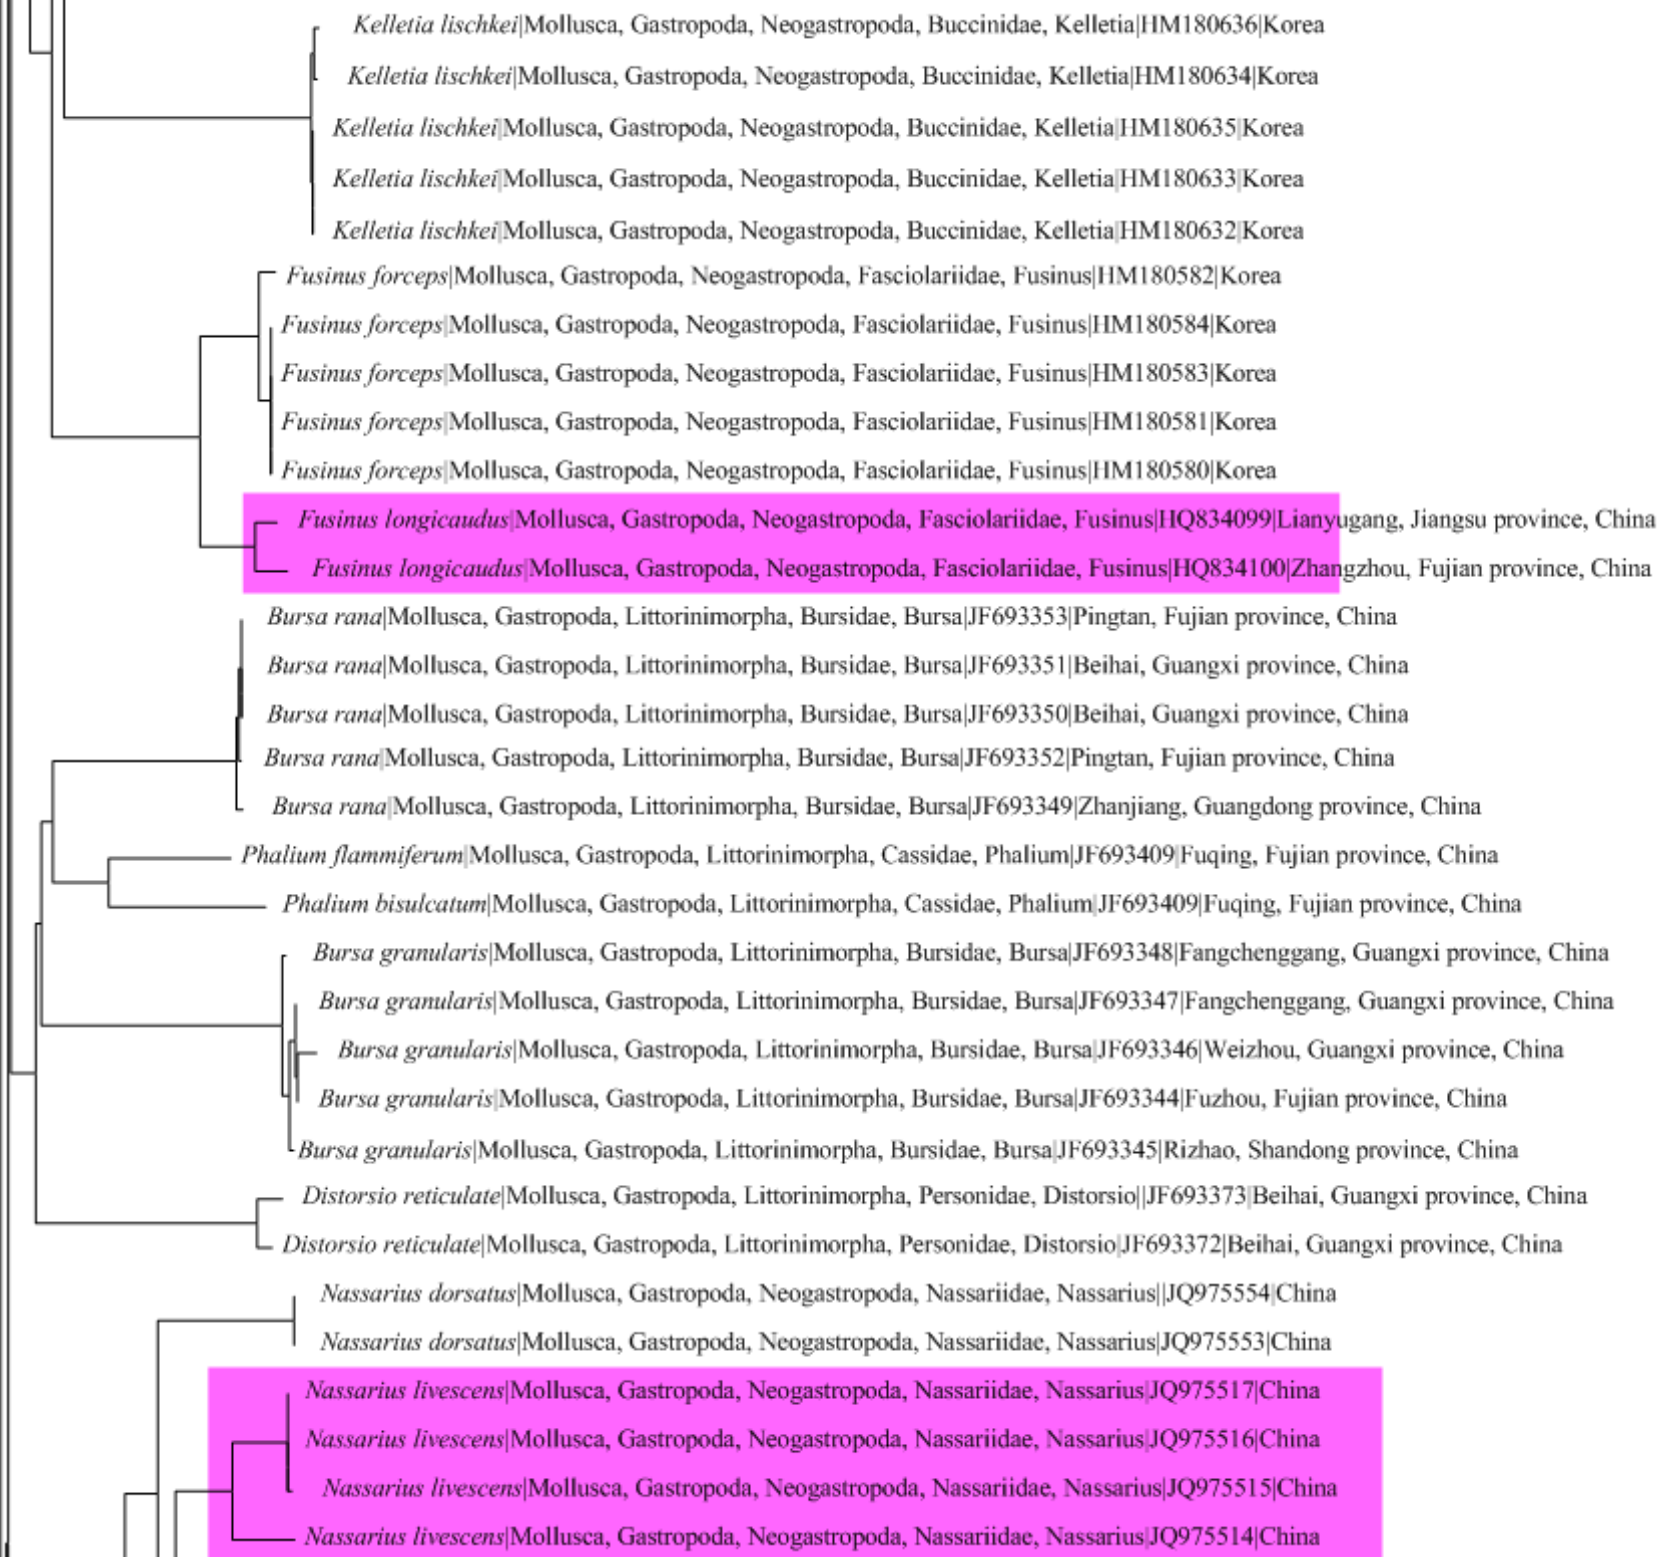 Kelletia lischkei|Mollusca, Gastropoda, Neogastropoda, Buccinidae, Kelletia|HM180636|Korea
Kelletia lischkei|Mollusca, Gastropoda, Neogastropoda, Buccinidae, Kelletia|HM180634|Korea
Kelletia lischkei|Mollusca, Gastropoda, Neogastropoda, Buccinidae, Kelletia|HM180635|Korea
Kelletia lischkei|Mollusca, Gastropoda, Neogastropoda, Buccinidae, Kelletia|HM180633|Korea
Kelletia lischkei|Mollusca, Gastropoda, Neogastropoda, Buccinidae, Kelletia|HM180632|Korea
Fusinus forceps|Mollusca, Gastropoda, Neogastropoda, Fasciolariidae, Fusinus|HM180582|Korea
Fusinus forceps|Mollusca, Gastropoda, Neogastropoda, Fasciolariidae, Fusinus|HM180584|Korea
Fusinus forceps|Mollusca, Gastropoda, Neogastropoda, Fasciolariidae, Fusinus|HM180583|Korea
Fusinus forceps|Mollusca, Gastropoda, Neogastropoda, Fasciolariidae, Fusinus|HM180581|Korea
Fusinus forceps|Mollusca, Gastropoda, Neogastropoda, Fasciolariidae, Fusinus|HM180580|Korea
Fusinus longicaudus|Mollusca, Gastropoda, Neogastropoda, Fasciolariidae, Fusinus|HQ834099|Lianyugang, Jiangsu province, China
Fusinus longicaudus|Mollusca, Gastropoda, Neogastropoda, Fasciolariidae, Fusinus|HQ834100|Zhangzhou, Fujian province, China
Bursa rana|Mollusca, Gastropoda, Littorinimorpha, Bursidae, Bursa|JF693353|Pingtan, Fujian province, China
Bursa rana|Mollusca, Gastropoda, Littorinimorpha, Bursidae, Bursa|JF693351|Beihai, Guangxi province, China
Bursa rana|Mollusca, Gastropoda, Littorinimorpha, Bursidae, Bursa|JF693350|Beihai, Guangxi province, China
Bursa rana|Mollusca, Gastropoda, Littorinimorpha, Bursidae, Bursa|JF693352|Pingtan, Fujian province, China
Bursa rana|Mollusca, Gastropoda, Littorinimorpha, Bursidae, Bursa|JF693349|Zhanjiang, Guangdong province, China
Phalium flammiferum|Mollusca, Gastropoda, Littorinimorpha, Cassidae, Phalium|JF693409|Fuqing, Fujian province, China
Phalium bisulcatum|Mollusca, Gastropoda, Littorinimorpha, Cassidae, Phalium|JF693409|Fuqing, Fujian province, China
Bursa granularis|Mollusca, Gastropoda, Littorinimorpha, Bursidae, Bursa|JF693348|Fangchenggang, Guangxi province, China
Bursa granularis|Mollusca, Gastropoda, Littorinimorpha, Bursidae, Bursa|JF693347|Fangchenggang, Guangxi province, China
Bursa granularis|Mollusca, Gastropoda, Littorinimorpha, Bursidae, Bursa|JF693346|Weizhou, Guangxi province, China
Bursa granularis|Mollusca, Gastropoda, Littorinimorpha, Bursidae, Bursa|JF693344|Fuzhou, Fujian province, China
Bursa granularis|Mollusca, Gastropoda, Littorinimorpha, Bursidae, Bursa|JF693345|Rizhao, Shandong province, China
Distorsio reticulate|Mollusca, Gastropoda, Littorinimorpha, Personidae, Distorsio||JF693373|Beihai, Guangxi province, China
Distorsio reticulate|Mollusca, Gastropoda, Littorinimorpha, Personidae, Distorsio|JF693372|Beihai, Guangxi province, China
Nassarius dorsatus|Mollusca, Gastropoda, Neogastropoda, Nassariidae, Nassarius||JQ975554|China
Nassarius dorsatus|Mollusca, Gastropoda, Neogastropoda, Nassariidae, Nassarius|JQ975553|China
Nassarius livescens|Mollusca, Gastropoda, Neogastropoda, Nassariidae, Nassarius|JQ975517|China
Nassarius livescens|Mollusca, Gastropoda, Neogastropoda, Nassariidae, Nassarius|JQ975516|China
Nassarius livescens|Mollusca, Gastropoda, Neogastropoda, Nassariidae, Nassarius|JQ975515|China
Nassarius livescens|Mollusca, Gastropoda, Neogastropoda, Nassariidae, Nassarius|JQ975514|China